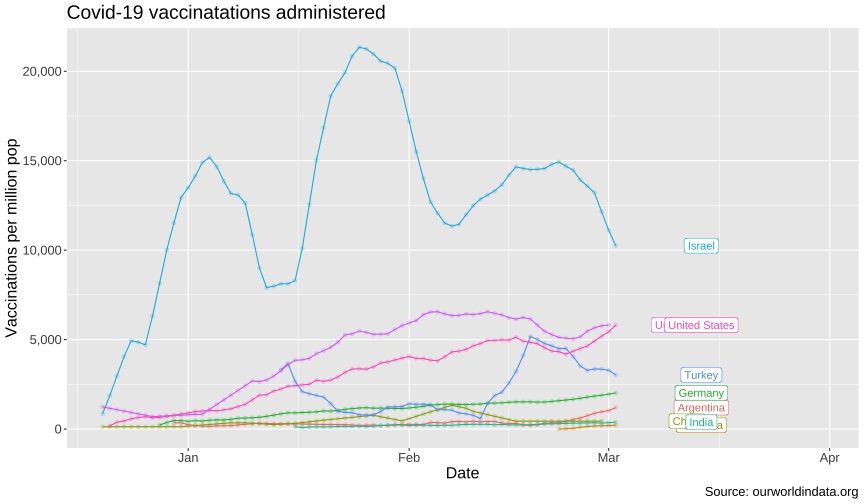 Covid-19 vaccinatations administered
Vaccinations per million pop
20,000
15,000
10,000
5,000
0
Israel
United States
Turkey
Germany
Argentina
India
Jan
Feb
Mar
Apr
Date
Source: ourworldindata.org